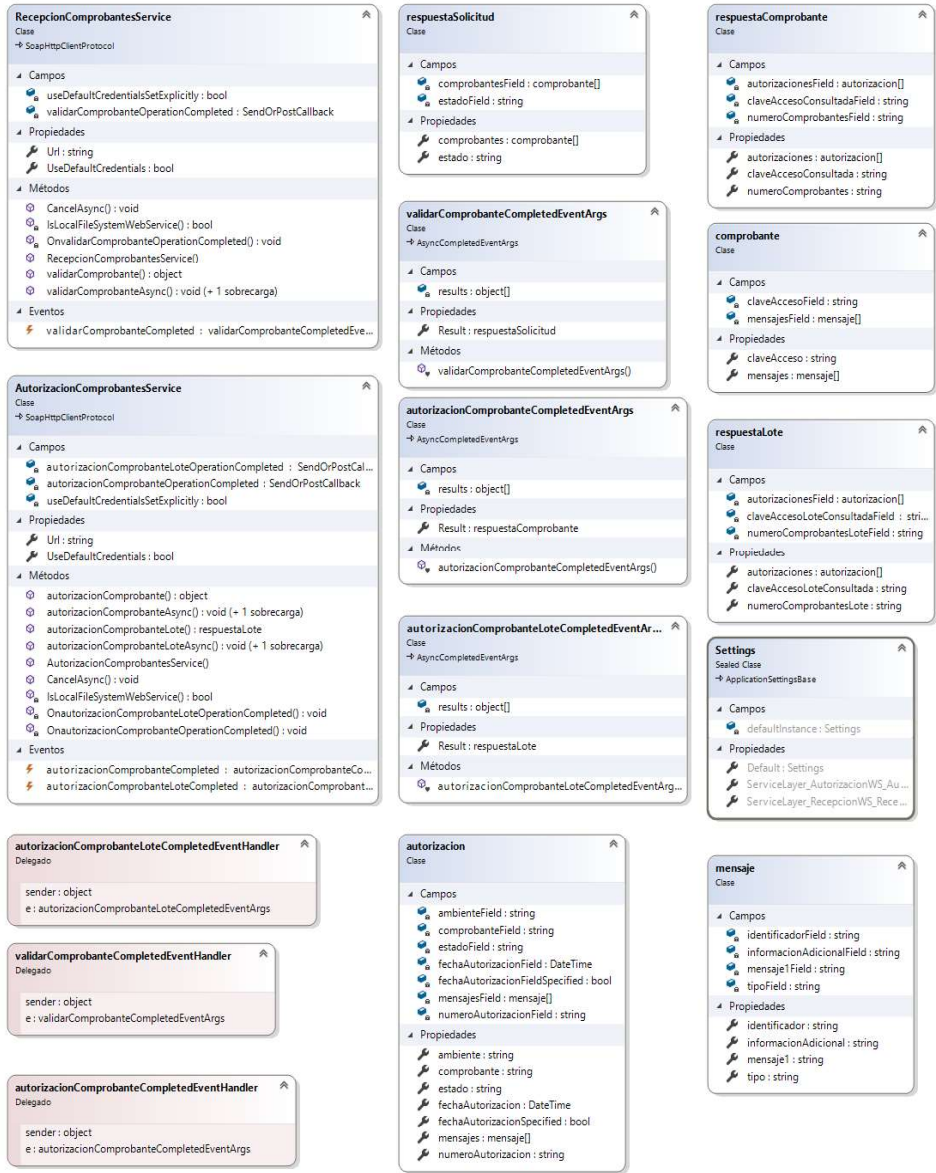 RecepcionComprobantesService
Clase
SoapHttpClientProtocol
Campos
useDefaultCredentialsSetExplicitly : bool
validarComprobanteOperationCompleted : SendOrPostCallback
Propiedades
Url : string
UseDefaultCredentials : bool
Métodos
CancelAsync() : void
IsLocalFileSystemWebService() : bool
OnvalidarComprobanteOperationCompleted() : void
RecepcionComprobantesService()
validarComprobante() : object
validarComprobanteAsync() : void (+ 1 sobrecarga)
Eventos
validarComprobanteCompleted : validarComprobanteCompletedEve...
AutorizacionComprobantesService
Clase
SoapHttpClientProtocol
Campos
autorizacionComprobanteLoteOperationCompleted : SendOrPostCal...
autorizacionComprobanteOperationCompleted : SendOrPostCallback
useDefaultCredentialsSetExplicitly : bool
Propiedades
Url : string
UseDefaultCredentials : bool
Métodos
autorizacionComprobante() : object
autorizacionComprobanteAsync() : void (+ 1 sobrecarga)
autorizacionComprobanteLote() : respuestaLote
autorizacionComprobanteLoteAsync() : void (+ 1 sobrecarga)
AutorizacionComprobantesService()
CancelAsync() : void
IsLocalFileSystemWebService() : bool
OnautorizacionComprobanteLoteOperationCompleted() : void
OnautorizacionComprobanteOperationCompleted() : void
Eventos
autorizacionComprobanteCompleted : autorizacionComprobanteCo...
autorizacionComprobanteLoteCompleted : autorizacionComprobant...
autorizacionComprobanteLoteCompletedEventHandler
Delegado
sender : object
e : autorizacionComprobanteLoteCompletedEventArgs
validarComprobanteCompletedEventHandler
Delegado
sender : object
e : validarComprobanteCompletedEventArgs
autorizacionComprobanteCompletedEventHandler
Delegado
sender : object
e : autorizacionComprobanteCompletedEventArgs
respuestaSolicitud
Clase
Campos
comprobantesField : comprobante[]
estadoField : string
Propiedades
comprobantes : comprobante[]
estado : string
validarComprobanteCompletedEventArgs
Clase
AsyncCompletedEventArgs
Campos
results : object[]
Propiedades
Result : respuestaSolicitud
Métodos
validarComprobanteCompletedEventArgs()
autorizacionComprobanteCompletedEventArgs
Clase
AsyncCompletedEventArgs
Campos
results : object[]
Propiedades
Result : respuestaComprobante
Métodos
autorizacionComprobanteCompletedEventArgs()
autorizacionComprobanteLoteCompletedEventAr...
Clase
AsyncCompletedEventArgs
Campos
results : object[]
Propiedades
Result : respuestaLote
Métodos
autorizacionComprobanteLoteCompletedEventArg...
autorizacion
Clase
Campos
ambienteField : string
comprobanteField : string
estadoField : string
fechaAutorizacionField : DateTime
fechaAutorizacionFieldSpecified : bool
mensajesField : mensaje[]
numeroAutorizacionField : string
Propiedades
ambiente : string
comprobante : string
estado : string
fechaAutorizacion : DateTime
fechaAutorizacionSpecified : bool
mensajes : mensaje[]
numeroAutorizacion : string
respuestaComprobante
Clase
Campos
autorizacionesField : autorizacion[]
claveAccesoConsultadaField : string
numeroComprobantesField : string
Propiedades
autorizaciones : autorizacion[]
claveAccesoConsultada : string
numeroComprobantes : string
comprobante
Clase
Campos
claveAccesoField : string
mensajesField : mensaje[]
Propiedades
claveAcceso : string
mensajes : mensaje[]
respuestaLote
Clase
Campos
autorizacionesField : autorizacion[]
claveAccesoLoteConsultadaField : stri...
numeroComprobantesLoteField : string
Propiedades
autorizaciones : autorizacion[]
claveAccesoLoteConsultada : string
numeroComprobantesLote : string
Settings
Sealed Clase
ApplicationSettingsBase
Campos
defaultInstance : Settings
Propiedades
Default : Settings
ServiceLayer_AutorizacionWS_Au...
ServiceLayer_RecepcionWS_Rece...
mensaje
Clase
Campos
identificadorField : string
informacionAdicionalField : string
mensaje1Field : string
tipoField : string
Propiedades
identificador : string
informacionAdicional : string
mensaje1 : string
tipo : string